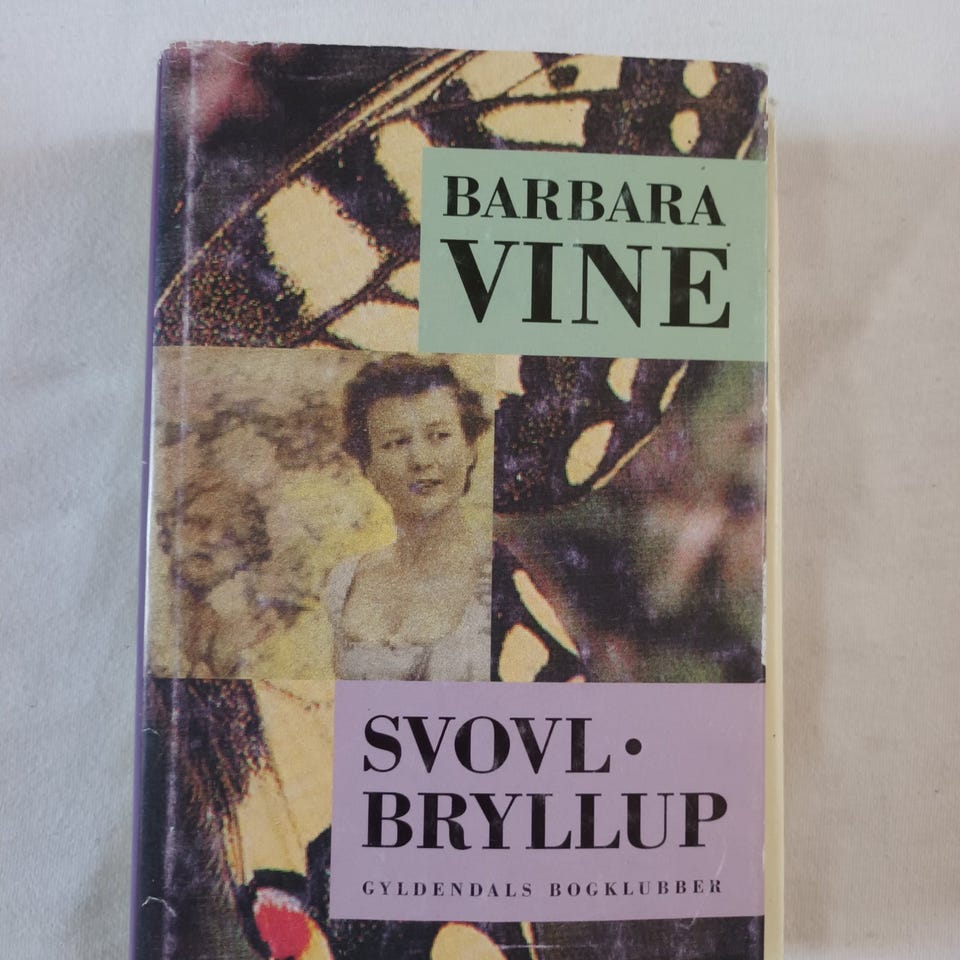 BARBARA
VINE
SVOVL·
BRYLLUP
GYLDENDALS BOGKLUBBER